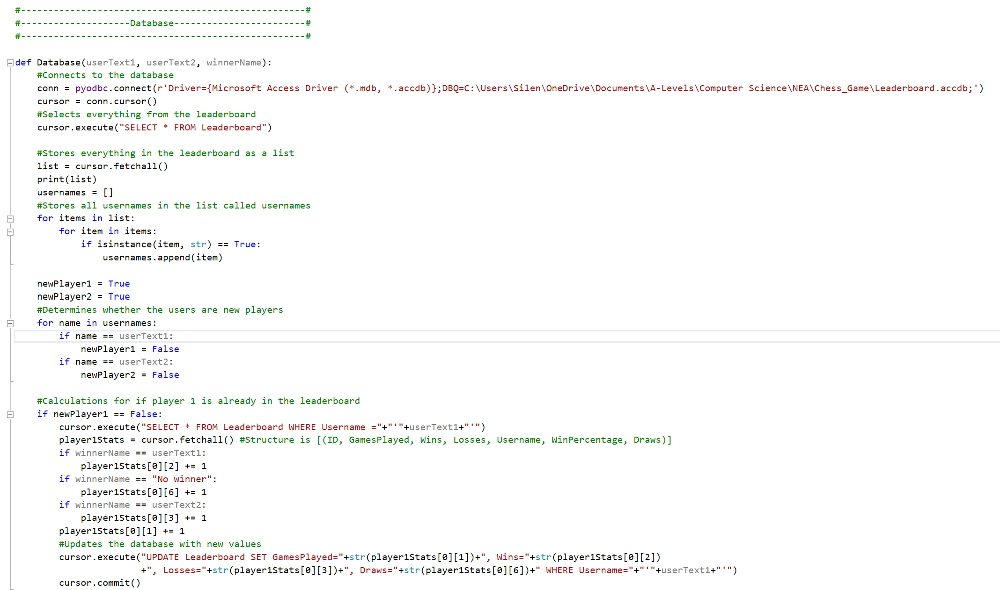 #----------------------------------------------------#
#--------------------Database------------------------#
#----------------------------------------------------#
def Database(userText1, userText2, winnerName):
    #Connects to the database
    conn = pyodbc.connect(r'Driver={Microsoft Access Driver (*.mdb, *.accdb)};DBQ=C:\Users\Silen\OneDrive\Documents\A-Levels\Computer Science\NEA\Chess_Game\Leaderboard.accdb;')
    cursor = conn.cursor()
    #Selects everything from the leaderboard
    cursor.execute("SELECT * FROM Leaderboard")
    #Stores everything in the leaderboard as a list
    list = cursor.fetchall()
    print(list)
    usernames = []
    #Stores all usernames in the list called usernames
    for items in list:
        for item in items:
            if isinstance(item, str) == True:
                usernames.append(item)
    newPlayer1 = True
    newPlayer2 = True
    #Determines whether the users are new players
    for name in usernames:
        if name == userText1:
            newPlayer1 = False
        if name == userText2:
            newPlayer2 = False
    #Calculations for if player 1 is already in the leaderboard
    if newPlayer1 == False:
        cursor.execute("SELECT * FROM Leaderboard WHERE Username ="+"'"+userText1+"'")
        player1Stats = cursor.fetchall() #Structure is [(ID, GamesPlayed, Wins, Losses, Username, WinPercentage, Draws)]
        if winnerName == userText1:
            player1Stats[0][2] += 1
        if winnerName == "No winner":
            player1Stats[0][6] += 1
        if winnerName == userText2:
            player1Stats[0][3] += 1
        player1Stats[0][1] += 1
        #Updates the database with new values
        cursor.execute("UPDATE Leaderboard SET GamesPlayed="+str(player1Stats[0][1])+", Wins="+str(player1Stats[0][2])
                       +", Losses="+str(player1Stats[0][3])+", Draws="+str(player1Stats[0][6])+" WHERE Username="+"'"+userText1+"'")
        cursor.commit()